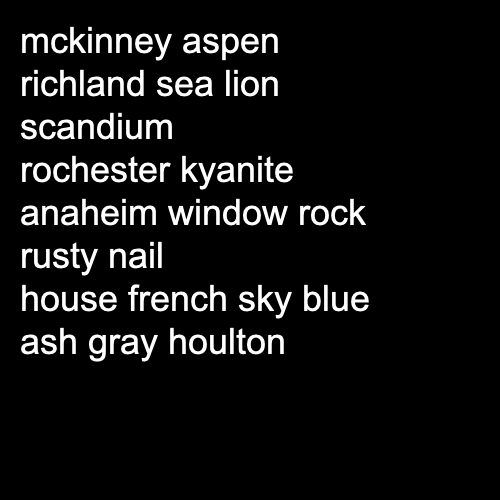 mckinney aspen
richland sea lion
scandium
rochester kyanite
anaheim window rock
rusty nail
house french sky blue
ash gray houlton